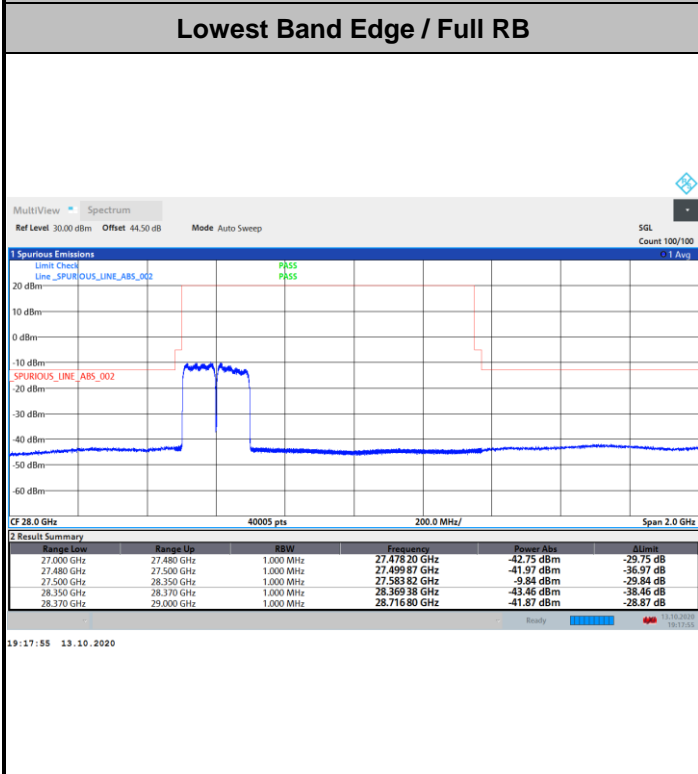 Lowest Band Edge / Full RB
MultiView Spectrum
Ref Level 30.00 dBm Offset 44.50 dB Mode Auto Sweep SGL
Count 100/100
1 Spurious Emissions 1 Avg
Limit Check PASS
Line _SPURIOUS_LINE_ABS_002 PASS
20 dBm
10 dBm
0 dBm
-10 dBm
_SPURIOUS_LINE_ABS_002
-20 dBm
-30 dBm
-40 dBm
-50 dBm
-60 dBm
CF 28.0 GHz 40005 pts 200.0 MHz/ Span 2.0 GHz
2 Result Summary
Range Low Range Up RBW Frequency Power Abs ΔLimit
27.000 GHz 27.480 GHz 1.000 MHz 27.478 20 GHz -42.75 dBm -29.75 dB
27.480 GHz 27.500 GHz 1.000 MHz 27.499 87 GHz -41.97 dBm -36.97 dB
27.500 GHz 28.350 GHz 1.000 MHz 27.583 82 GHz -9.84 dBm -29.84 dB
28.350 GHz 28.370 GHz 1.000 MHz 28.369 38 GHz -43.46 dBm -38.46 dB
28.370 GHz 29.000 GHz 1.000 MHz 28.716 80 GHz -41.87 dBm -28.87 dB
Ready 13.10.2020
19:17:55
19:17:55 13.10.2020